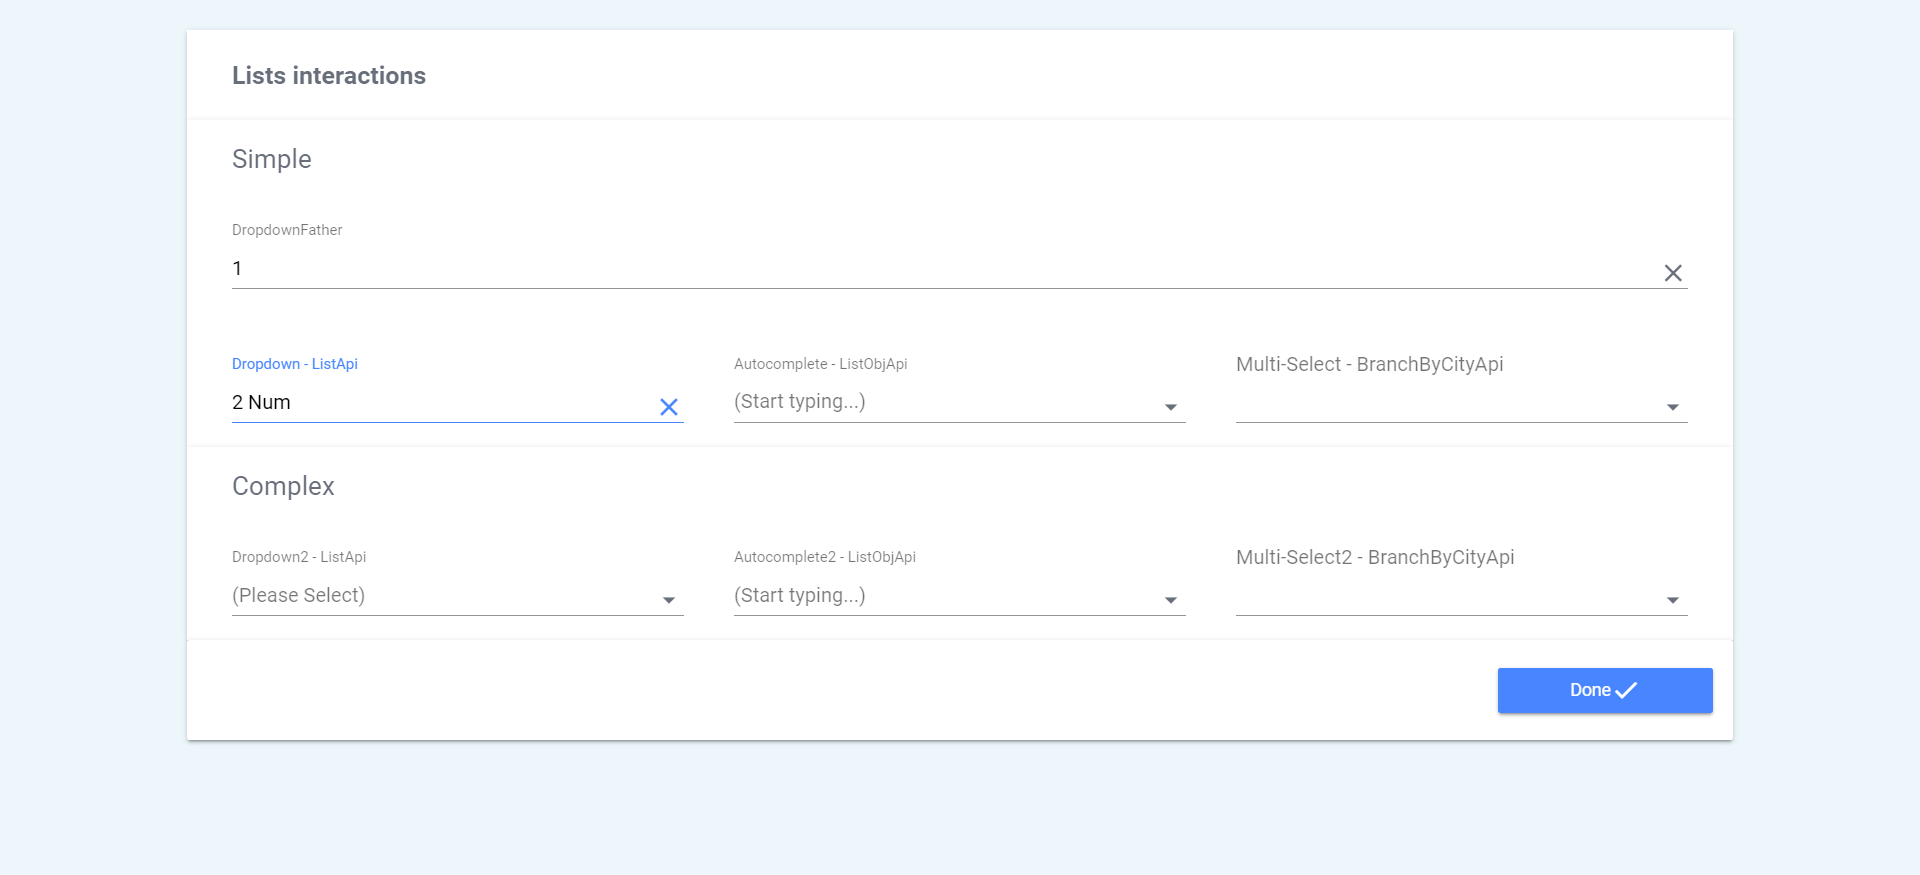 Lists interactions
Simple
DropdownFather
1
Dropdown - ListApi
Autocomplete - ListObjApi
Multi-Select - BranchByCityApi
2 Num
(Start typing...)
Complex
Dropdown2 - ListApi
Autocomplete2 - ListObjApi
Multi-Select2 - BranchByCityApi
(Please Select)
(Start typing...)
Done